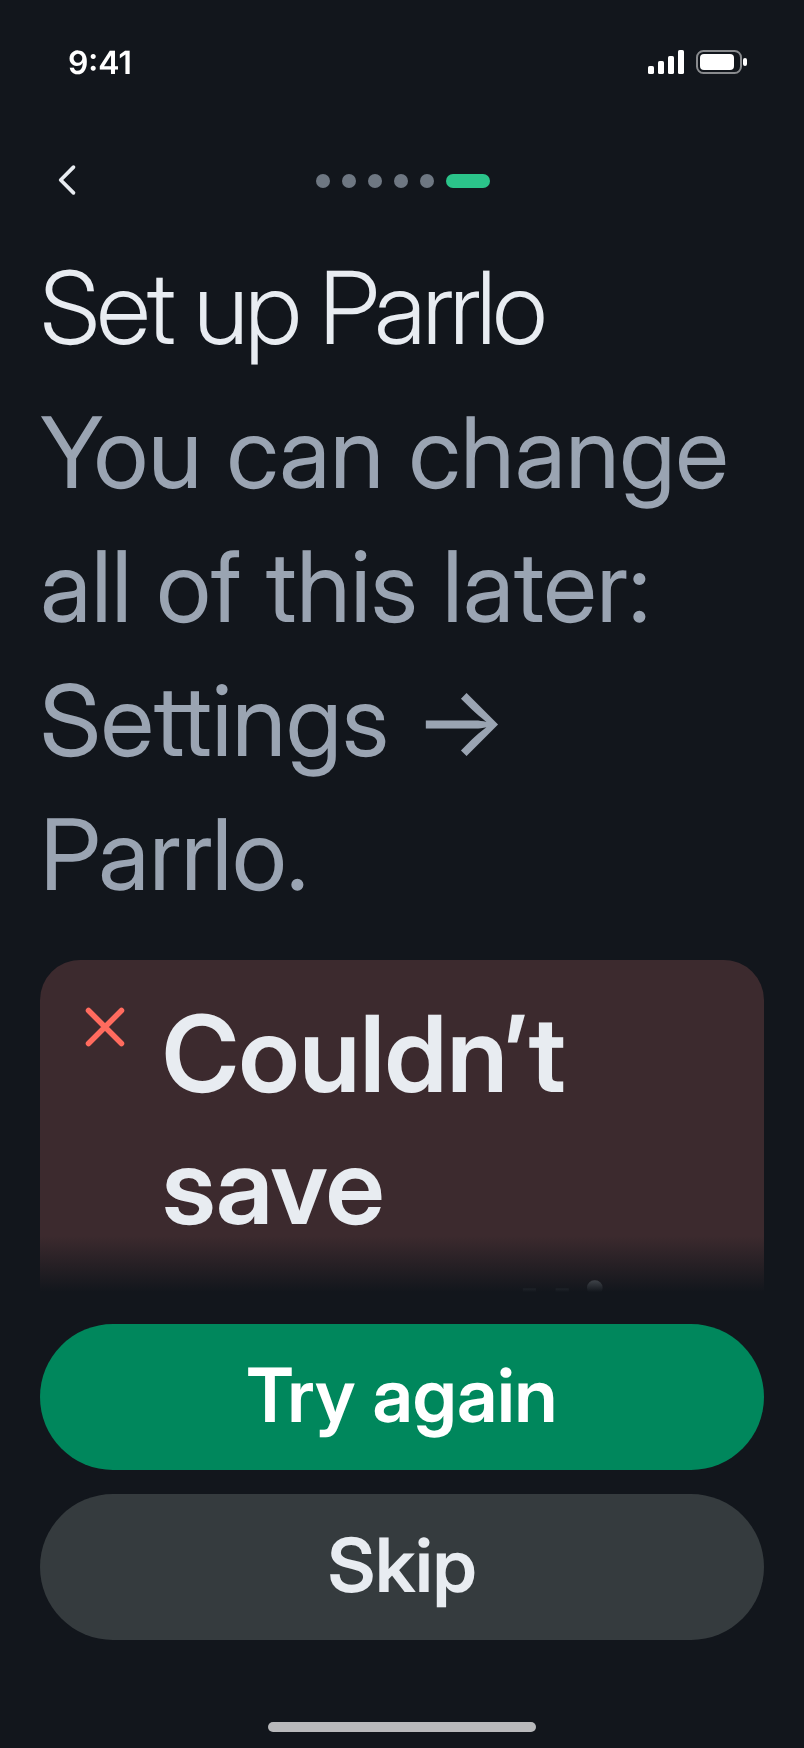 9:41
Set up Parrlo
You can change
all of this later:
Settings →
Parrlo.
Couldn’t
save
Try again
Skip